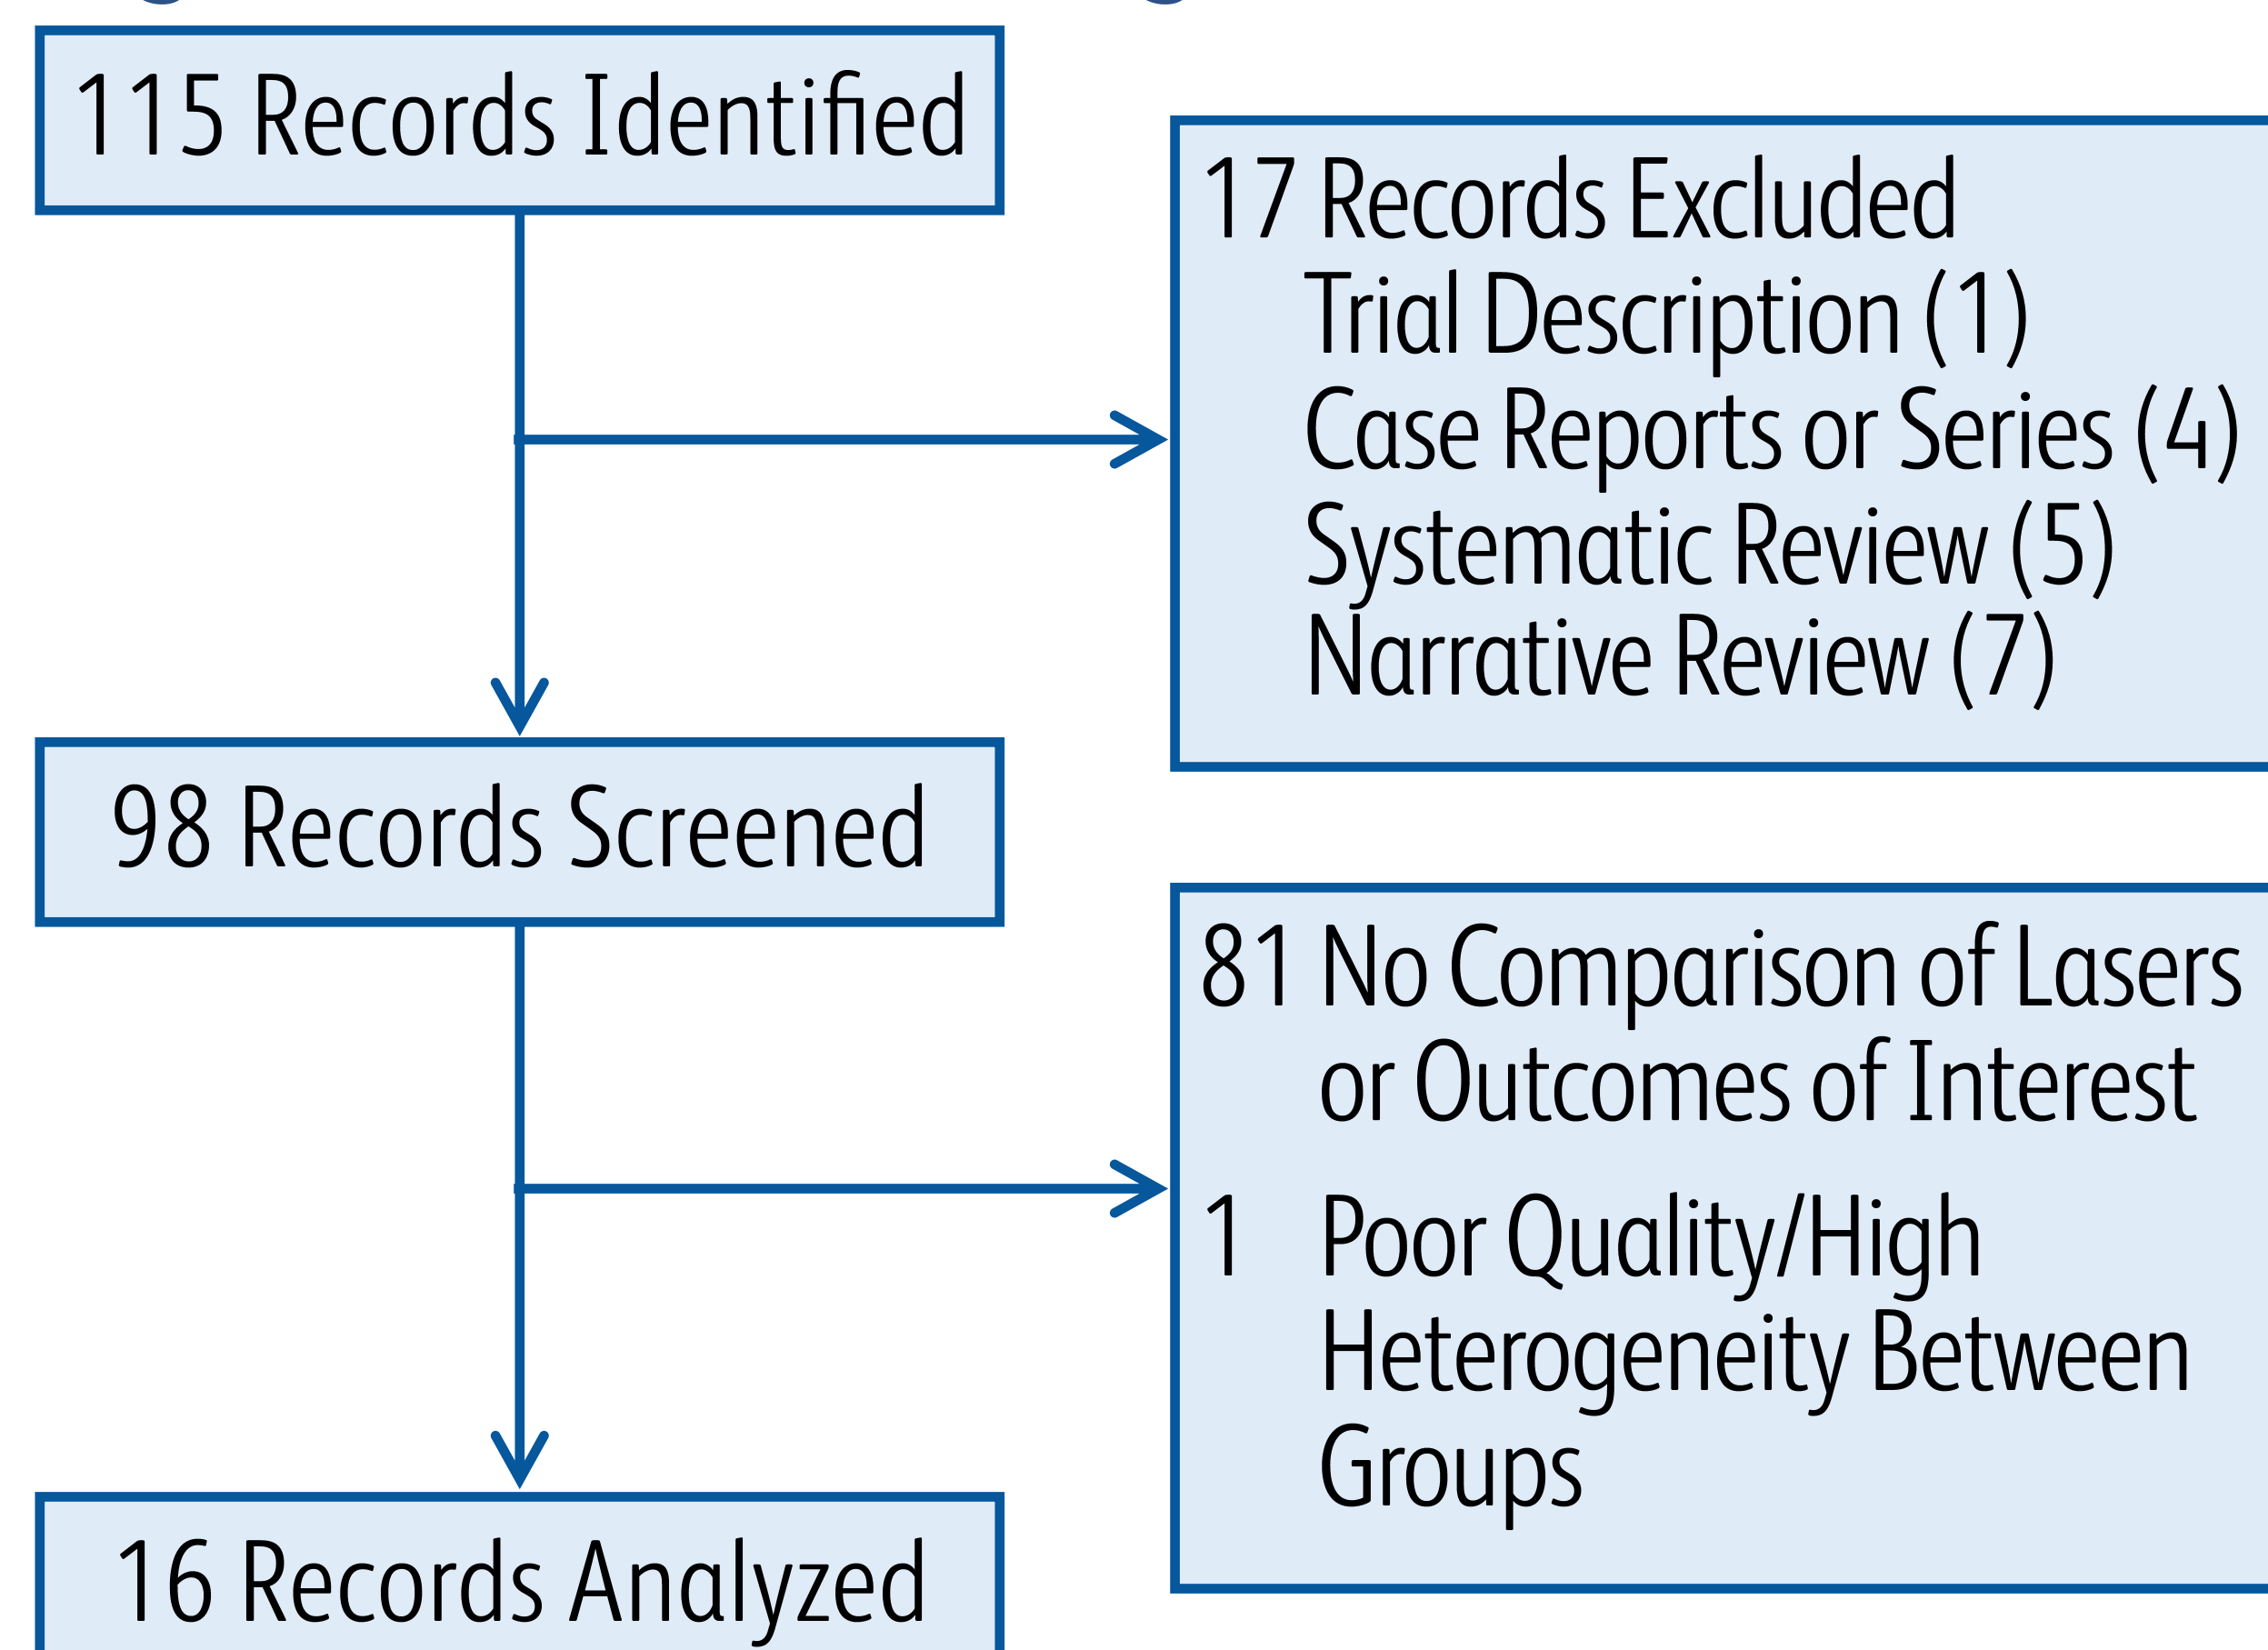 115 Records Identified
17 Records Excluded
Trial Description (1)
Case Reports or Series (4)
Systematic Review (5)
Narrative Review (7)
98 Records Screened
81 No Comparison of Lasers
or Outcomes of Interest
1 Poor Quality/High
Heterogeneity Between
Groups
16 Records Analyzed